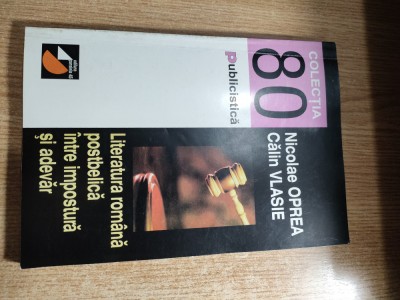 COLECȚIA
80
Publicistică
Nicolae OPREA
Călin VLASIE
Literatura română
postbelică
între impostură
și adevăr